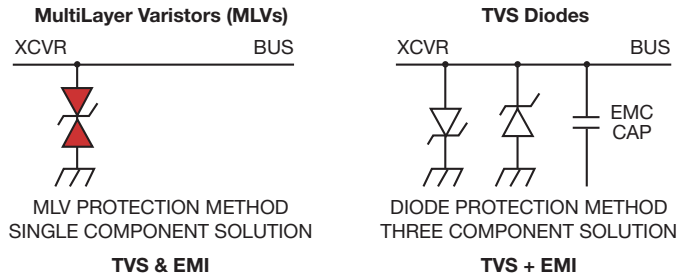 MultiLayer Varistors (MLVs)
XCVR BUS
MLV PROTECTION METHOD
SINGLE COMPONENT SOLUTION
TVS & EMI
TVS Diodes
XCVR BUS
EMC
CAP
DIODE PROTECTION METHOD
THREE COMPONENT SOLUTION
TVS + EMI